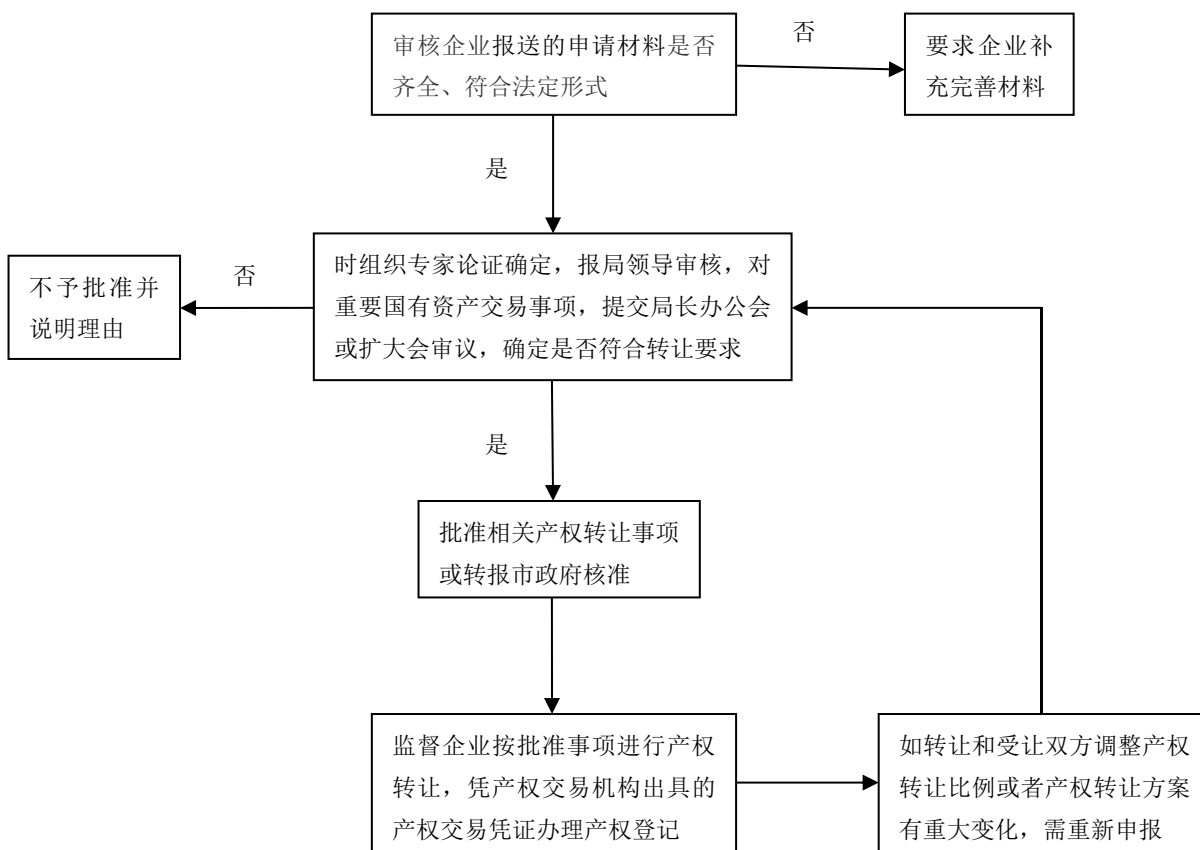 审核企业报送的申请材料是否
齐全、符合法定形式
否
要求企业补
充完善材料
是
不予批准并
说明理由
否
时组织专家论证确定，报局领导审核，对
重要国有资产交易事项，提交局长办公会
或扩大会审议，确定是否符合转让要求
是
批准相关产权转让事项
或转报市政府核准
监督企业按批准事项进行产权
转让，凭产权交易机构出具的
产权交易凭证办理产权登记
如转让和受让双方调整产权
转让比例或者产权转让方案
有重大变化，需重新申报